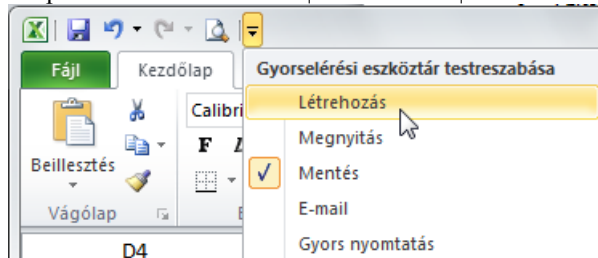 Fájl Kezdőlap Gyorselérési eszköztár testreszabása
Létrehozás
Calibri
Megnyitás
F
Beillesztés
Mentés
E-mail
Vágólap
Gyors nyomtatás
D4